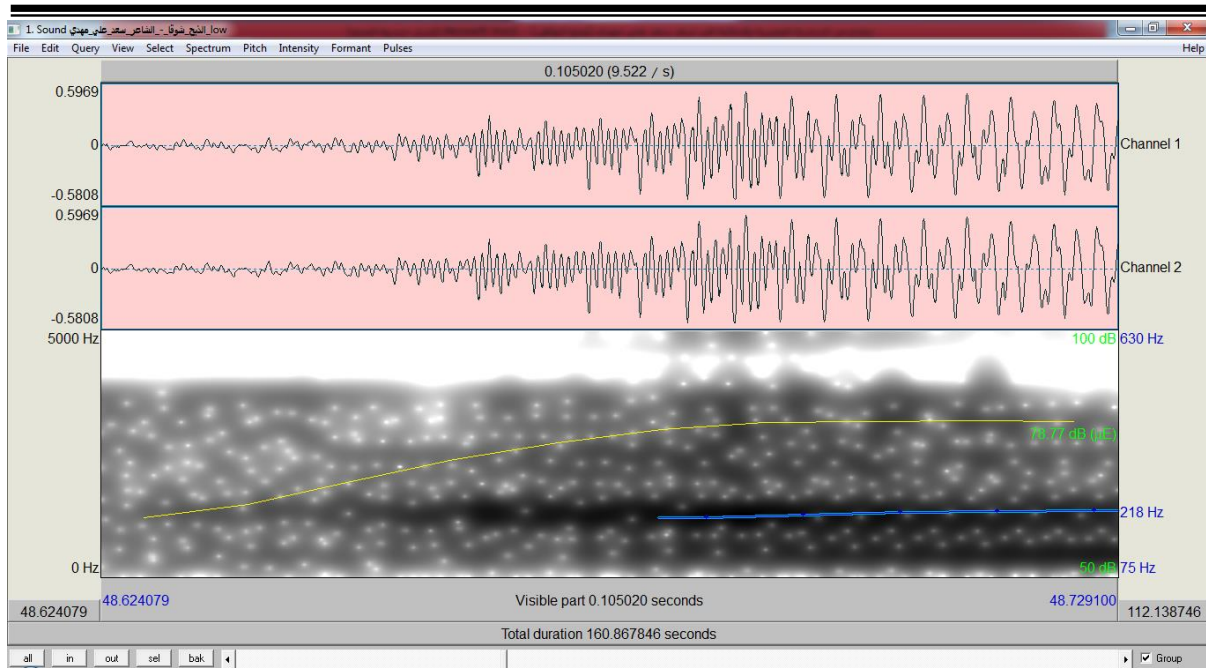 1. Sound الذبح_شوقا_-_الشاعر_سعد_علي_مهدي_low
File Edit Query View Select Spectrum Pitch Intensity Formant Pulses Help
0.105020 (9.522 / s)
0.5969
0
-0.5808
Channel 1
0.5969
0
-0.5808
Channel 2
5000 Hz
100 dB 630 Hz
78.77 dB (µE)
218 Hz
0 Hz
50 dB 75 Hz
48.624079 48.624079 Visible part 0.105020 seconds 48.729100 112.138746
Total duration 160.867846 seconds
all in out sel bak Group